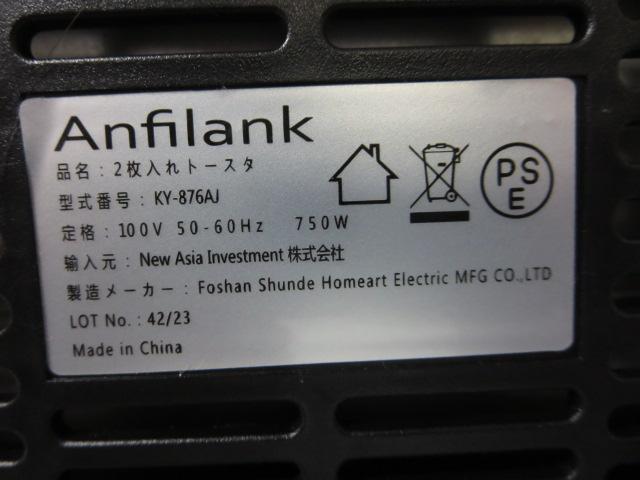 Anfilank
品名：2枚入れトースタ
型式番号：KY-876AJ
定格：100V 50-60Hz 750W
輸入元：New Asia Investment 株式会社
製造メーカー：Foshan Shunde Homeart Electric MFG CO.,LTD
LOT No.：42/23
Made in China
PS
E